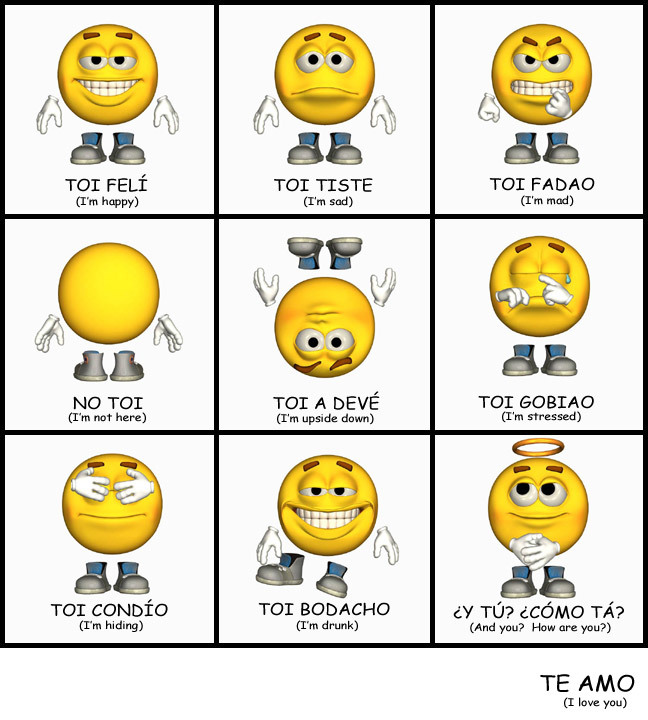 TOI FELÍ
(I'm happy)
TOI TISTE
(I'm sad)
TOI FADAO
(I'm mad)
NO TOI
(I'm not here)
TOI A DEVÉ
(I'm upside down)
TOI GOBIAO
(I'm stressed)
TOI CONDÍO
(I'm hiding)
TOI BODACHO
(I'm drunk)
¿Y TÚ? ¿CÓMO TÁ?
(And you? How are you?)
TE AMO
(I love you)